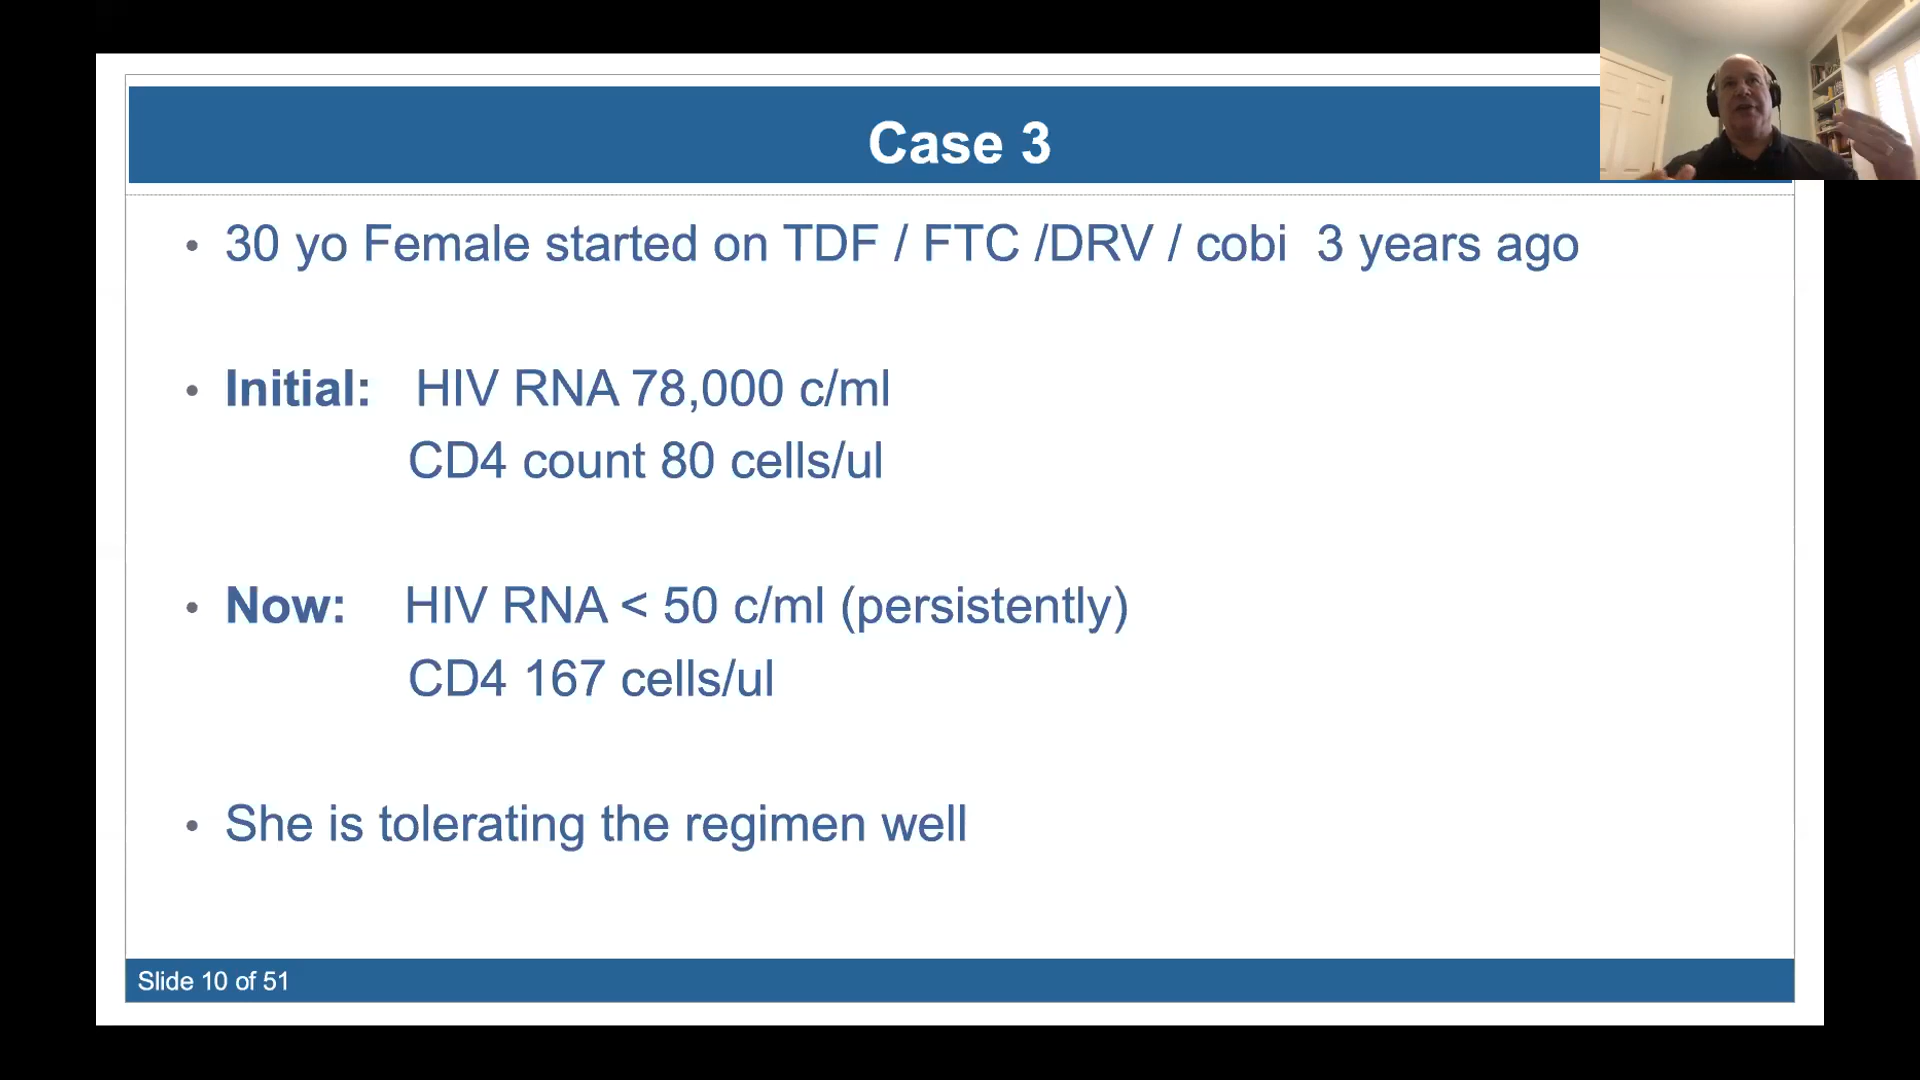 Case 3
• 30 yo Female started on TDF / FTC /DRV / cobi 3 years ago
• Initial: HIV RNA 78,000 c/ml
CD4 count 80 cells/ul
• Now: HIV RNA < 50 c/ml (persistently)
CD4 167 cells/ul
• She is tolerating the regimen well
Slide 10 of 51